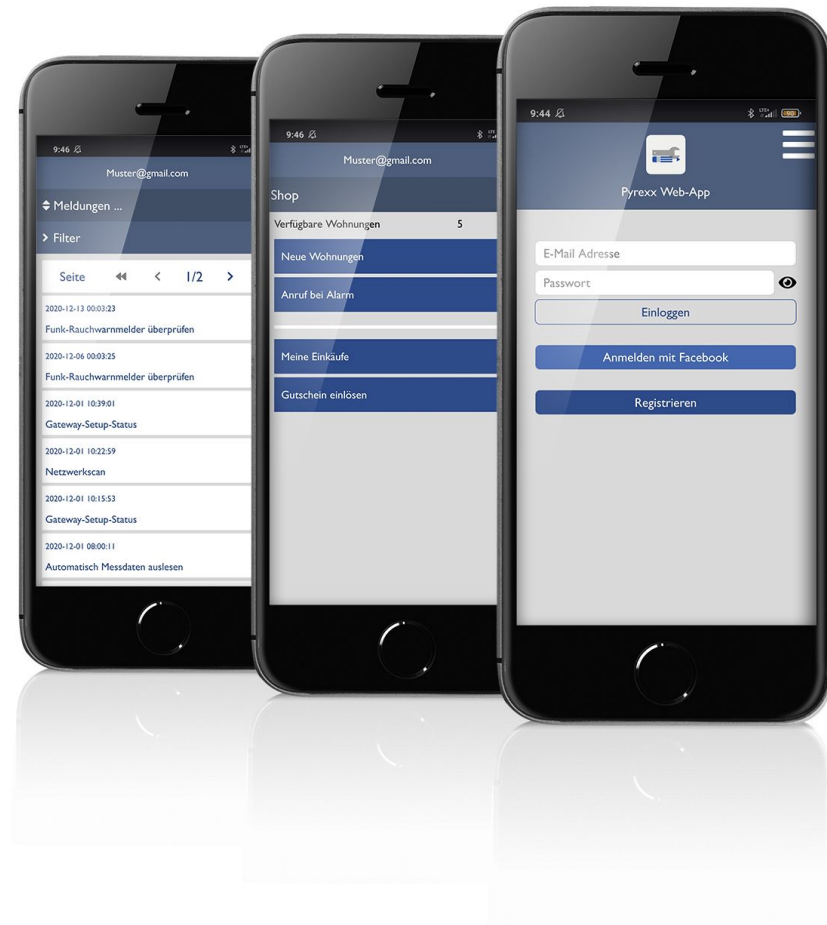 9:46
Muster@gmail.com
Meldungen ...
Filter
Seite 1/2
2020-12-13 00:03:23
Funk-Rauchwarnmelder überprüfen
2020-12-06 00:03:25
Funk-Rauchwarnmelder überprüfen
2020-12-01 10:39:01
Gateway-Setup-Status
2020-12-01 10:22:59
Netzwerkscan
2020-12-01 10:15:53
Gateway-Setup-Status
2020-12-01 08:00:11
Automatisch Messdaten auslesen
9:46
Muster@gmail.com
Shop
Verfügbare Wohnungen 5
Neue Wohnungen
Anruf bei Alarm
Meine Einkäufe
Gutschein einlösen
9:44 LTE+ 90
Pyrexx Web-App
E-Mail Adresse
Passwort
Einloggen
Anmelden mit Facebook
Registrieren